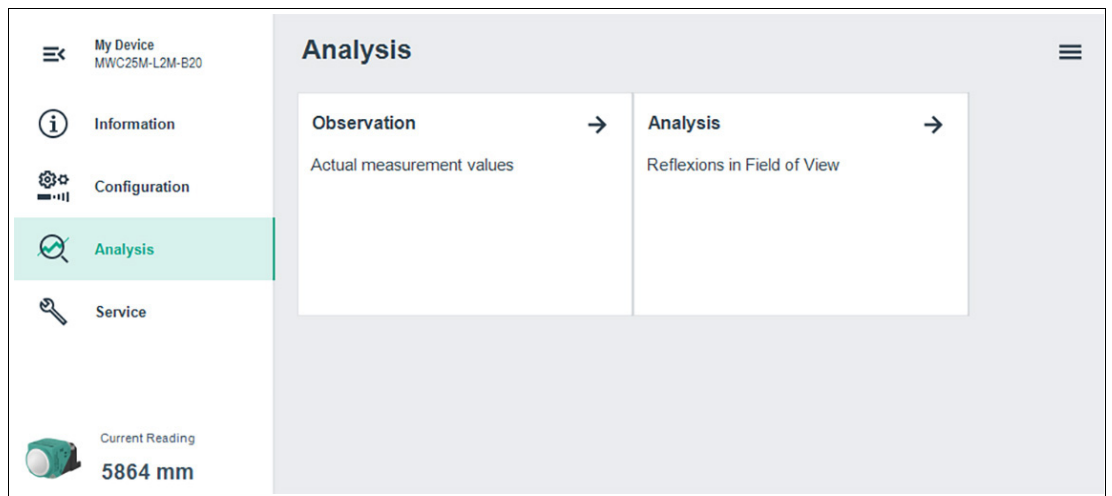 My Device
MWC25M-L2M-B20
Information
Configuration
Analysis
Service
Current Reading
5864 mm
Analysis
Observation
Actual measurement values
Analysis
Reflexions in Field of View